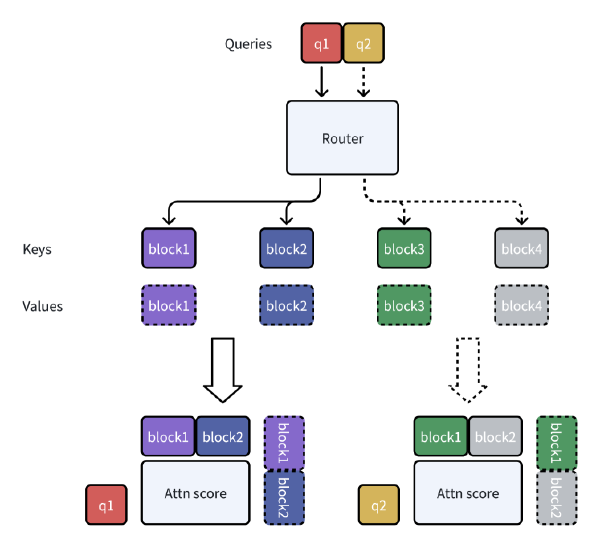 Queries q1 q2
Router
Keys block1 block2 block3 block4
Values block1 block2 block3 block4
block1 block2 block1 block1 block2 block1
q1 Attn score block2 q2 Attn score block2